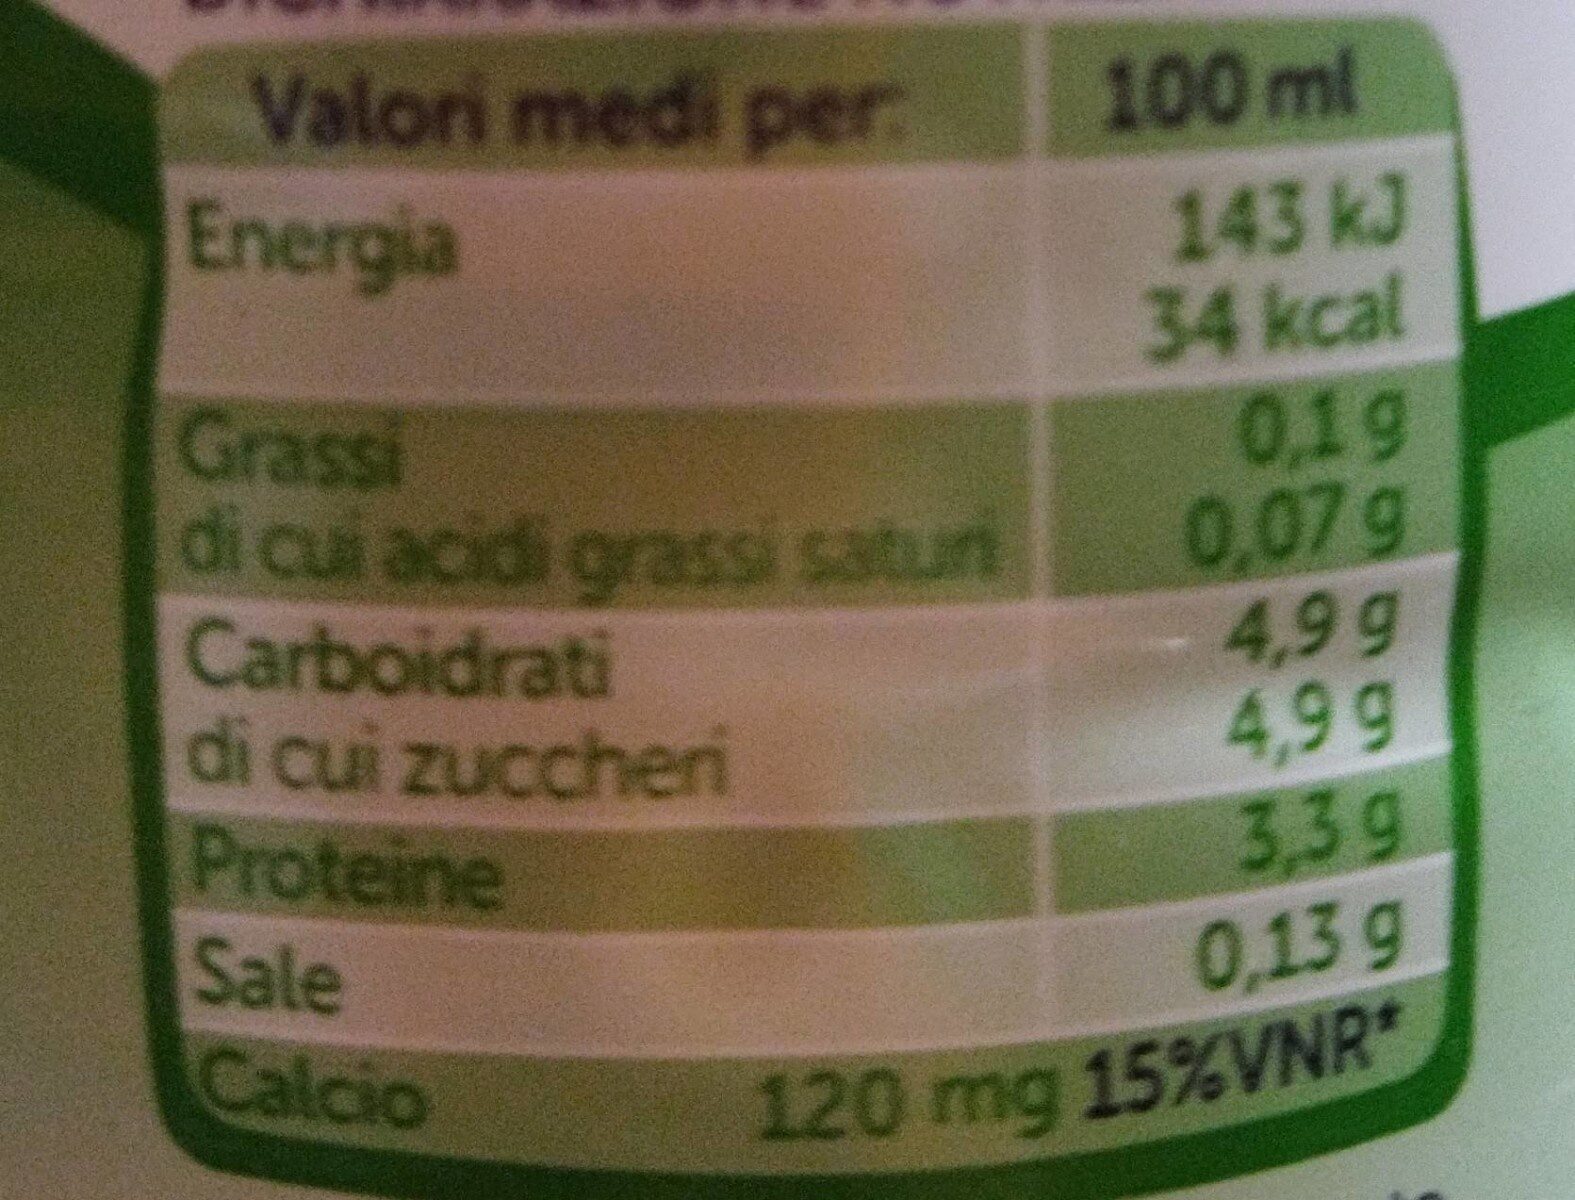 Valori medi per: 100 ml
Energia 143 kJ
34 kcal
Grassi 0,1 g
di cui acidi grassi saturi 0,07 g
Carboidrati 4,9 g
di cui zuccheri 4,9 g
Proteine 3,3 g
Sale 0,13 g
Calcio 120 mg 15%VNR*